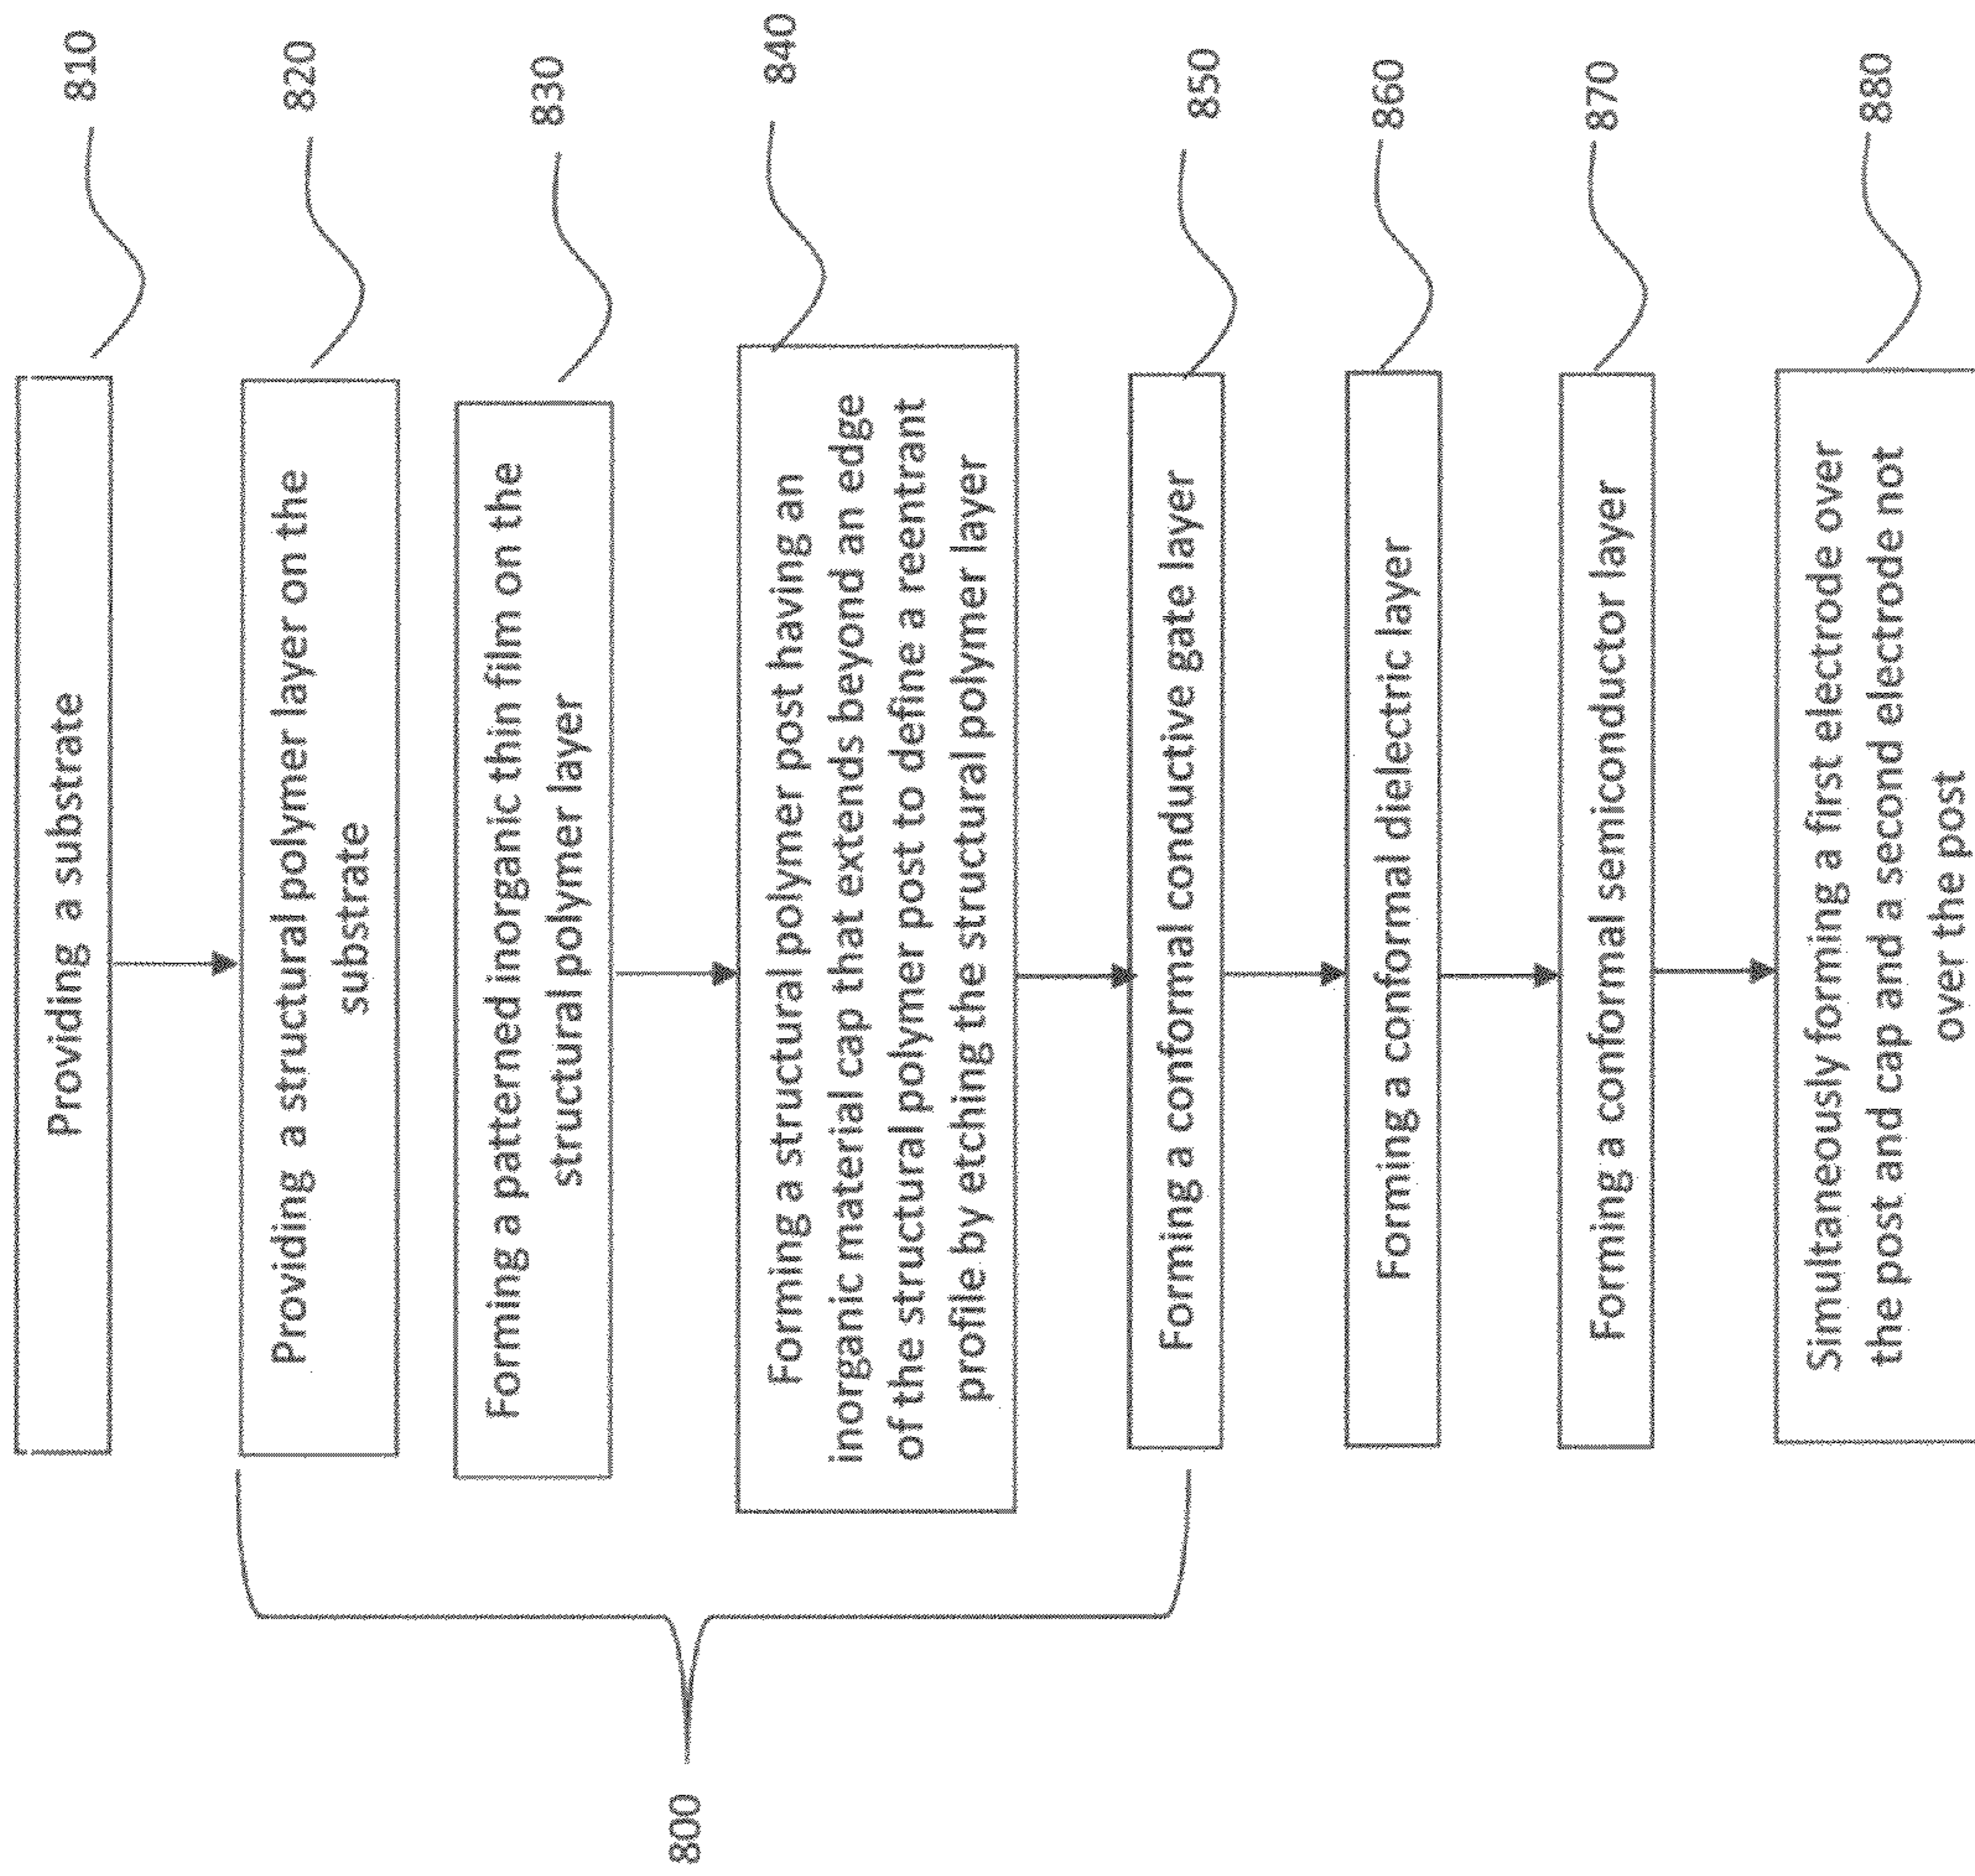 810
Providing a substrate
820
Providing a structural polymer layer on the
substrate
830
Forming a patterned inorganic thin film on the
structural polymer layer
840
Forming a structural polymer post having an
inorganic material cap that extends beyond an edge
of the structural polymer post to define a reentrant
profile by etching the structural polymer layer
800
850
Forming a conformal conductive gate layer
860
Forming a conformal dielectric layer
870
Forming a conformal semiconductor layer
880
Simultaneously forming a first electrode over
the post and cap and a second electrode not
over the post